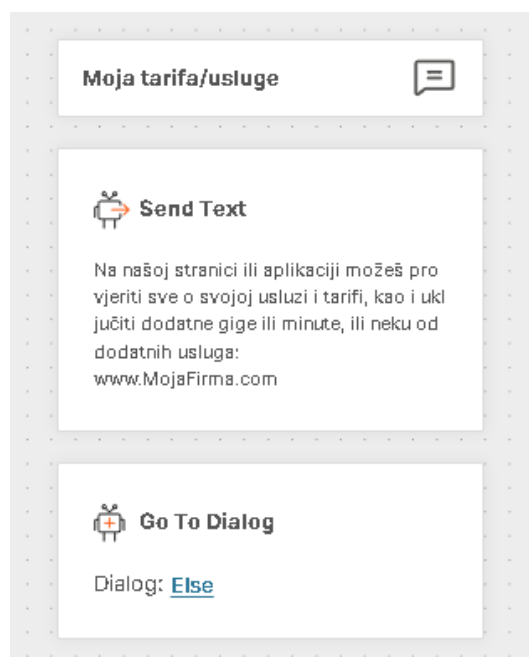 Moja tarifa/usluge
Send Text
Na našoj stranici ili aplikaciji možeš pro
vjeriti sve o svojoj usluzi i tarifi, kao i ukl
jučiti dodatne gige ili minute, ili neku od
dodatnih usluga:
www.MojaFirma.com
Go To Dialog
Dialog: Else